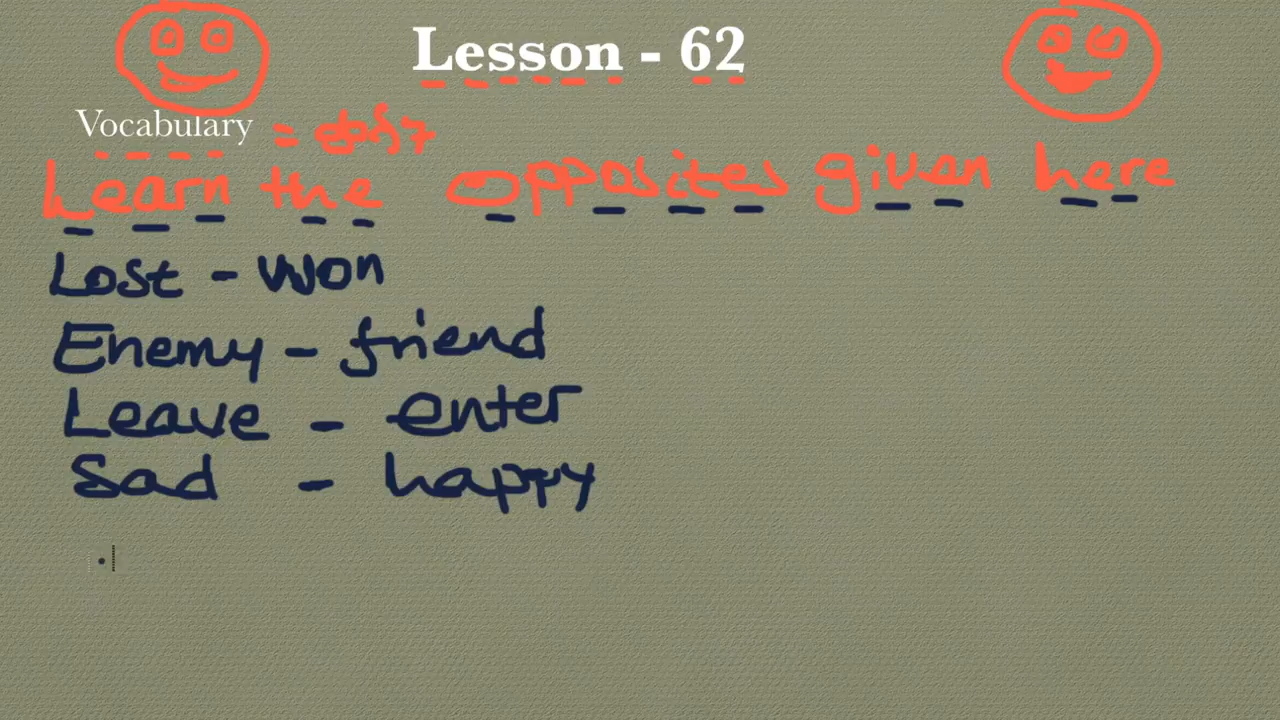 Lesson - 62
Vocabulary =
Learn the opposites given here
Lost - Won
Enemy - friend
Leave - enter
Sad - happy